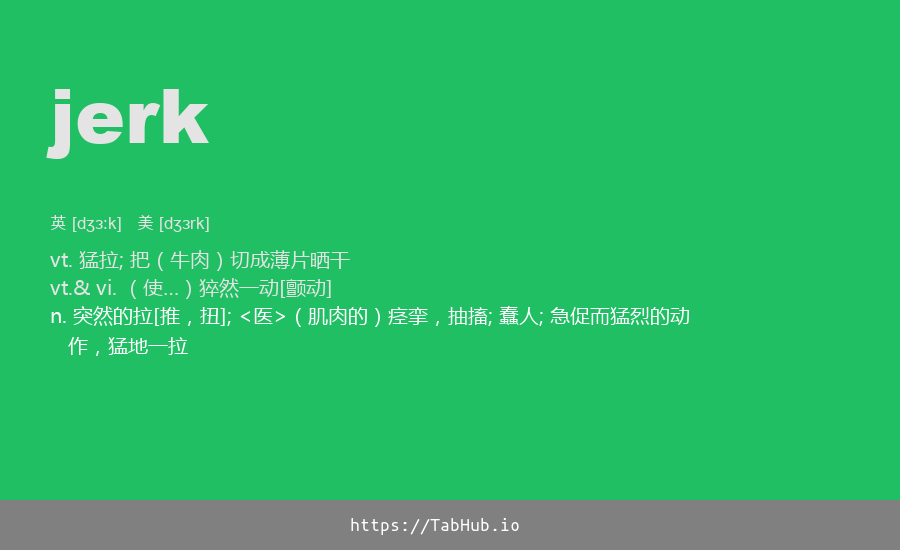 jerk
英 [dʒɜːk] 美 [dʒɜrk]
vt. 猛拉; 把（牛肉）切成薄片晒干
vt.& vi. （使…）猝然一动[颤动]
n. 突然的拉[推，扭]; <医>（肌肉的）痉挛，抽搐; 蠢人; 急促而猛烈的动
作，猛地一拉
https://TabHub.io